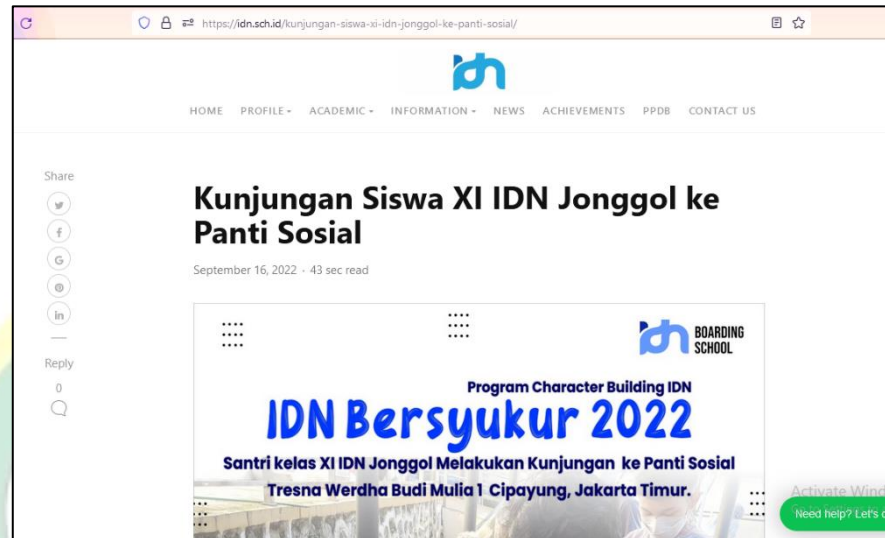 https://idn.sch.id/kunjungan-siswa-xi-idn-jonggol-ke-panti-sosial/
idn
HOME PROFILE ACADEMIC INFORMATION NEWS ACHIEVEMENTS PPDB CONTACT US
Share
Kunjungan Siswa XI IDN Jonggol ke
Panti Sosial
September 16, 2022 · 43 sec read
Reply
0
idn BOARDING
SCHOOL
Program Character Building IDN
IDN Bersyukur 2022
Santri kelas XI IDN Jonggol Melakukan Kunjungan ke Panti Sosial
Tresna Werdha Budi Mulia 1 Cipayung, Jakarta Timur.
Activate Wind
Need help? Let's